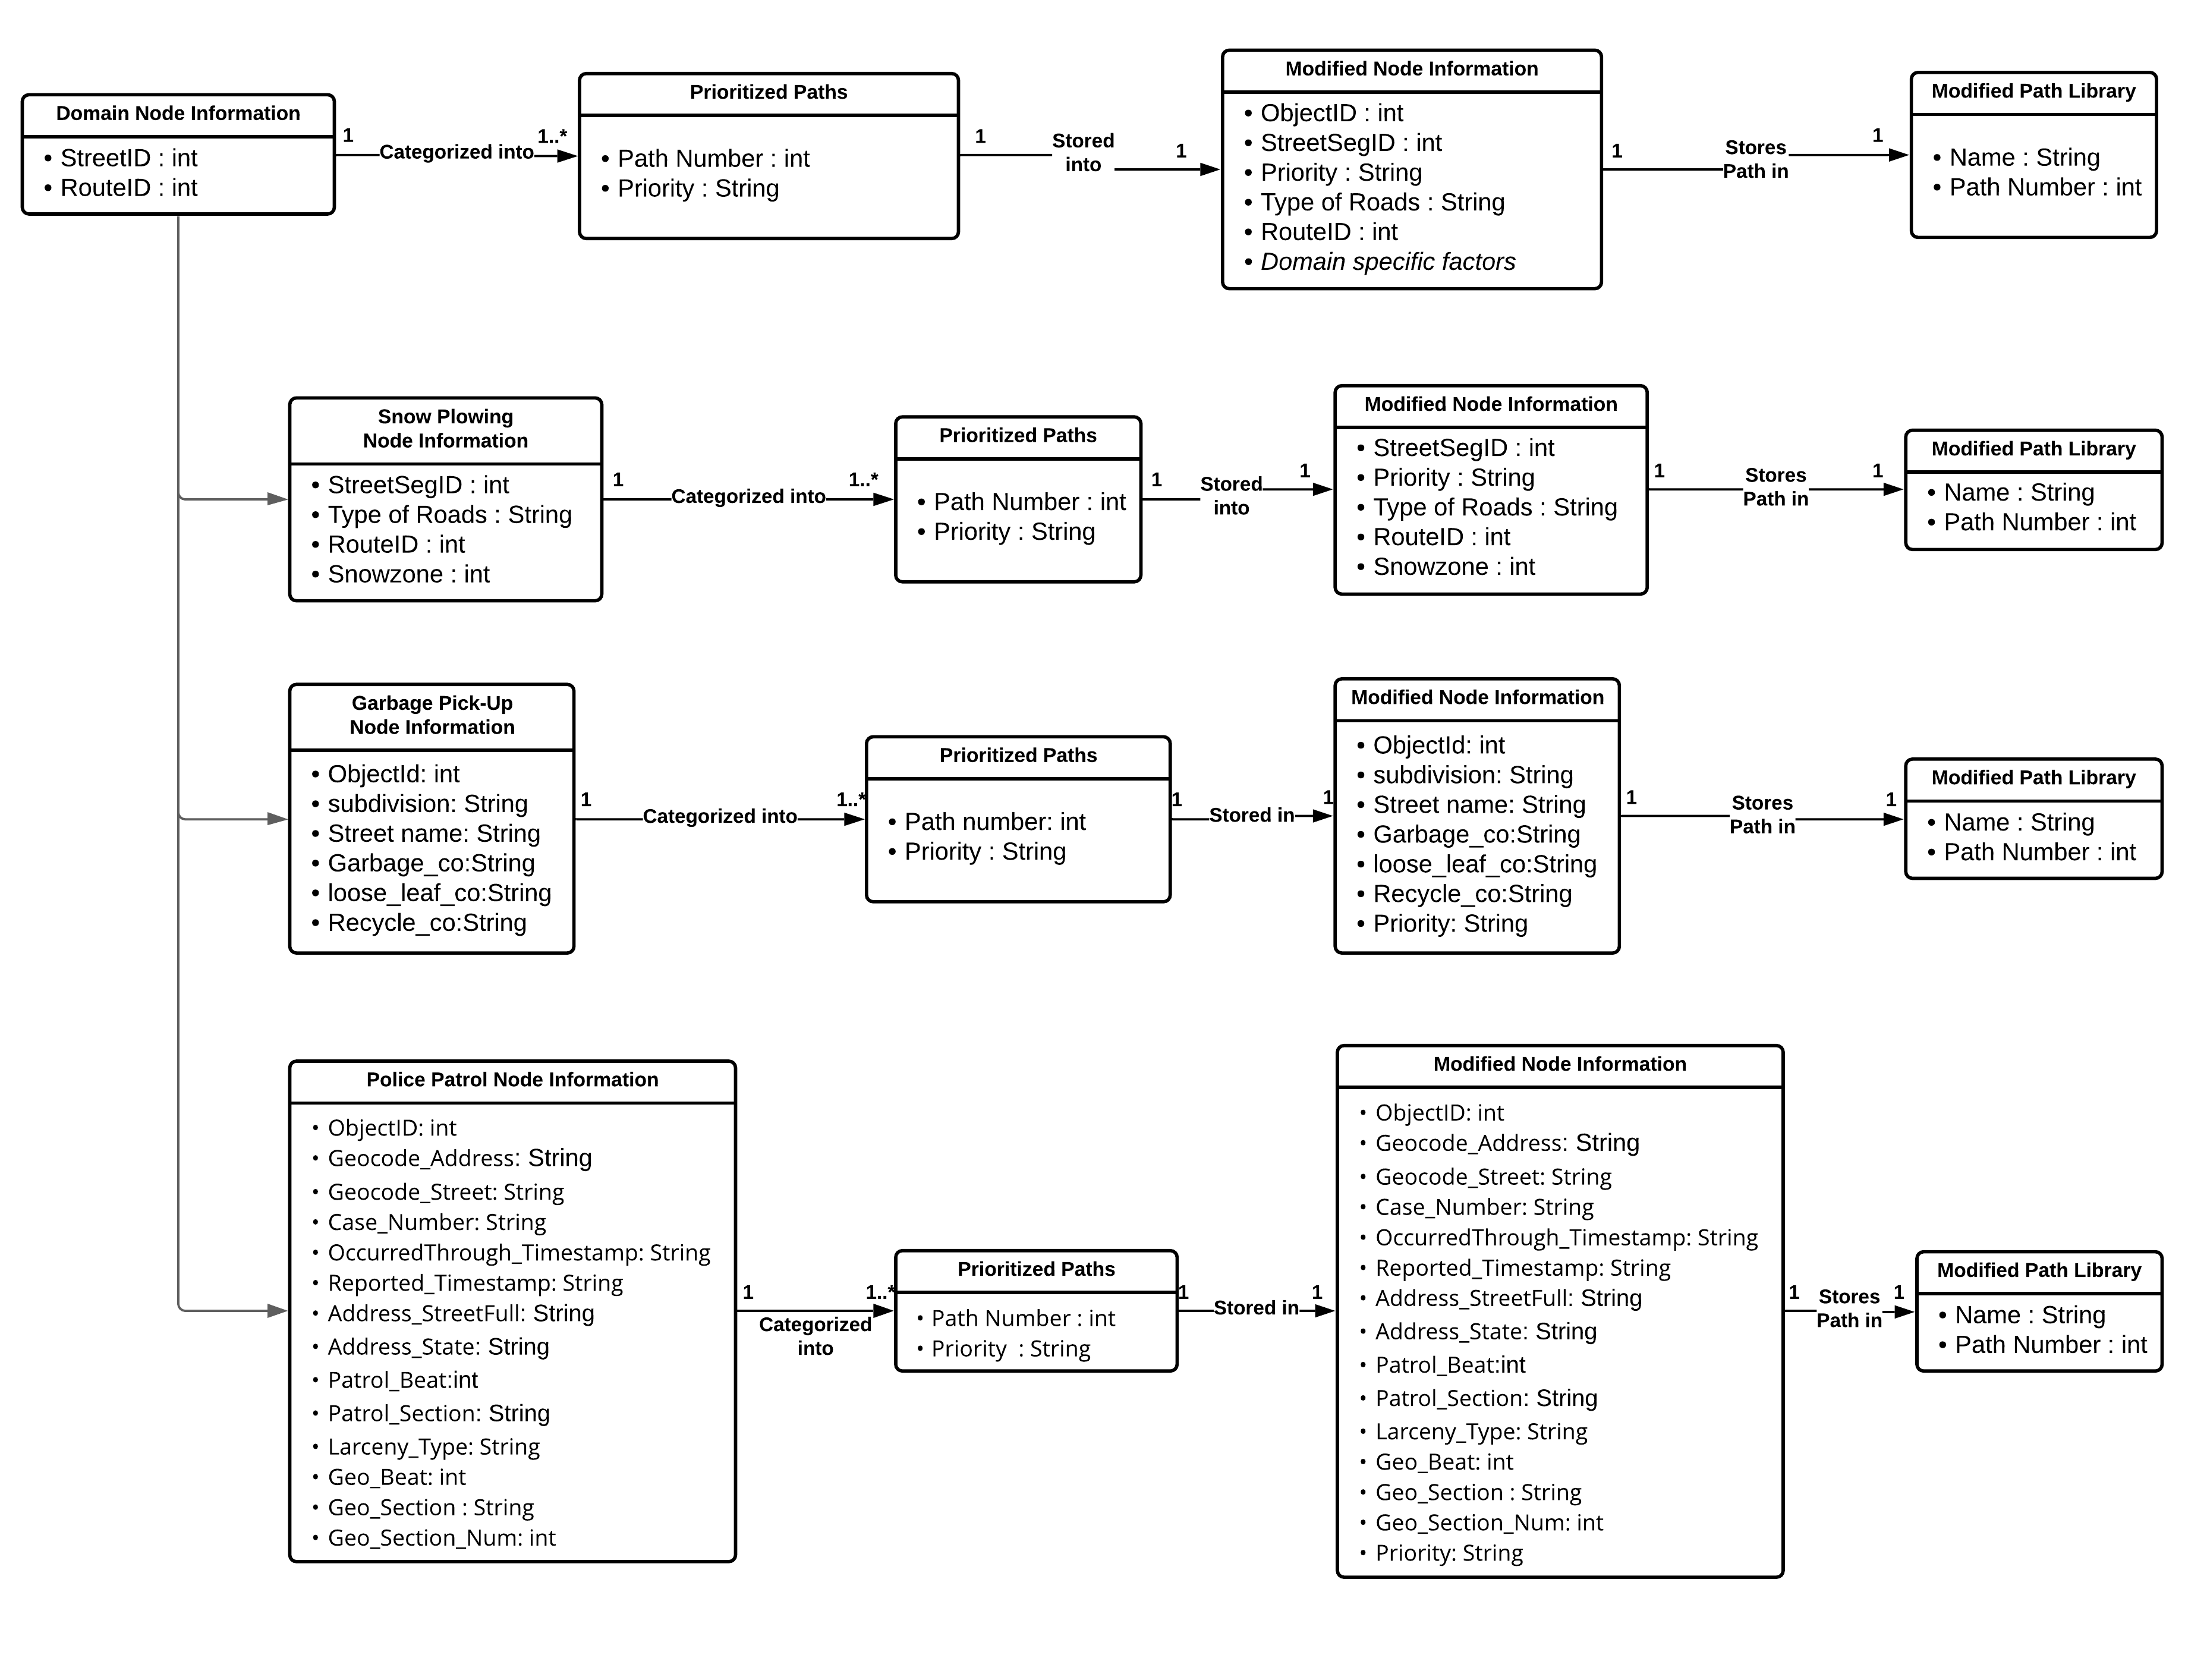 Domain Node Information
• StreetID : int
• RouteID : int
1
Categorized into
1..*
Prioritized Paths
• Path Number : int
• Priority : String
1
Stored
into
1
Modified Node Information
• ObjectID : int
• StreetSegID : int
• Priority : String
• Type of Roads : String
• RouteID : int
• Domain specific factors
1
Stores
Path in
1
Modified Path Library
• Name : String
• Path Number : int
Snow Plowing
Node Information
• StreetSegID : int
• Type of Roads : String
• RouteID : int
• Snowzone : int
1
Categorized into
1..*
Prioritized Paths
• Path Number : int
• Priority : String
1
Stored
into
1
Modified Node Information
• StreetSegID : int
• Priority : String
• Type of Roads : String
• RouteID : int
• Snowzone : int
1
Stores
Path in
1
Modified Path Library
• Name : String
• Path Number : int
Garbage Pick-Up
Node Information
• ObjectId: int
• subdivision: String
• Street name: String
• Garbage_co:String
• loose_leaf_co:String
• Recycle_co:String
1
Categorized into
1..*
Prioritized Paths
• Path number: int
• Priority : String
1
Stored in
1
Modified Node Information
• ObjectId: int
• subdivision: String
• Street name: String
• Garbage_co:String
• loose_leaf_co:String
• Recycle_co:String
• Priority: String
1
Stores
Path in
1
Modified Path Library
• Name : String
• Path Number : int
Police Patrol Node Information
• ObjectID: int
• Geocode_Address: String
• Geocode_Street: String
• Case_Number: String
• OccurredThrough_Timestamp: String
• Reported_Timestamp: String
• Address_StreetFull: String
• Address_State: String
• Patrol_Beat:int
• Patrol_Section: String
• Larceny_Type: String
• Geo_Beat: int
• Geo_Section : String
• Geo_Section_Num: int
1
Categorized
into
1..*
Prioritized Paths
• Path Number : int
• Priority : String
1
Stored in
1
Modified Node Information
• ObjectID: int
• Geocode_Address: String
• Geocode_Street: String
• Case_Number: String
• OccurredThrough_Timestamp: String
• Reported_Timestamp: String
• Address_StreetFull: String
• Address_State: String
• Patrol_Beat:int
• Patrol_Section: String
• Larceny_Type: String
• Geo_Beat: int
• Geo_Section : String
• Geo_Section_Num: int
• Priority: String
1
Stores
Path in
1
Modified Path Library
• Name : String
• Path Number : int